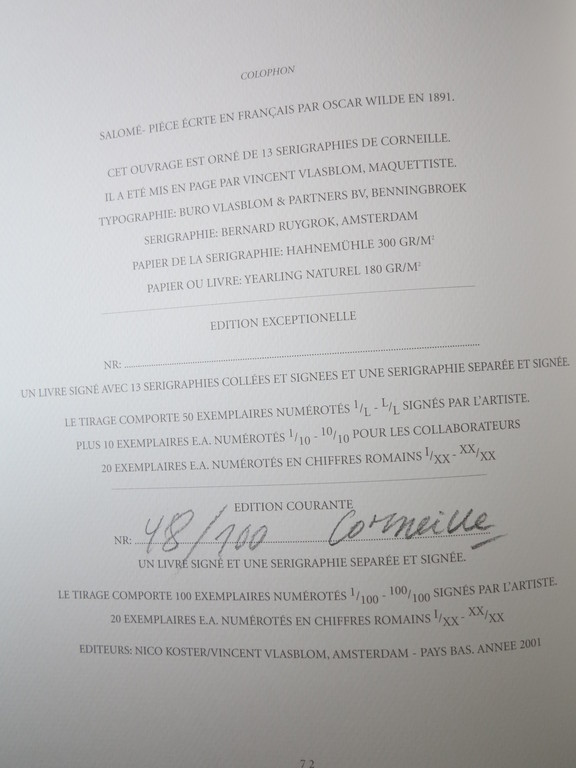 COLOPHON
SALOMÉ- PIÈCE ÉCRTE EN FRANÇAIS PAR OSCAR WILDE EN 1891.
CET OUVRAGE EST ORNÉ DE 13 SERIGRAPHIES DE CORNEILLE.
IL A ETÉ MIS EN PAGE PAR VINCENT VLASBLOM, MAQUETTISTE.
TYPOGRAPHIE: BURO VLASBLOM & PARTNERS BV, BENNINGBROEK
SERIGRAPHIE: BERNARD RUYGROK, AMSTERDAM
PAPIER DE LA SERIGRAPHIE: HAHNEMÜHLE 300 GR/M²
PAPIER OU LIVRE: YEARLING NATUREL 180 GR/M²
EDITION EXCEPTIONELLE
NR:
UN LIVRE SIGNÉ AVEC 13 SERIGRAPHIES COLLÉES ET SIGNEES ET UNE SERIGRAPHIE SEPARÉE ET SIGNÉE.
LE TIRAGE COMPORTE 50 EXEMPLAIRES NUMÉROTÉS 1/L - L/L SIGNÉS PAR L'ARTISTE.
PLUS 10 EXEMPLAIRES E.A. NUMÉROTÉS 1/10 - 10/10 POUR LES COLLABORATEURS
20 EXEMPLAIRES E.A. NUMÉROTÉS EN CHIFFRES ROMAINS I/XX - XX/XX
EDITION COURANTE
NR: 48/100 Corneille
UN LIVRE SIGNÉ ET UNE SERIGRAPHIE SEPARÉE ET SIGNÉE.
LE TIRAGE COMPORTE 100 EXEMPLAIRES NUMÉROTÉS 1/100 - 100/100 SIGNÉS PAR L'ARTISTE.
20 EXEMPLAIRES E.A. NUMÉROTÉS EN CHIFFRES ROMAINS I/XX - XX/XX
EDITEURS: NICO KOSTER/VINCENT VLASBLOM, AMSTERDAM - PAYS BAS. ANNEE 2001
72